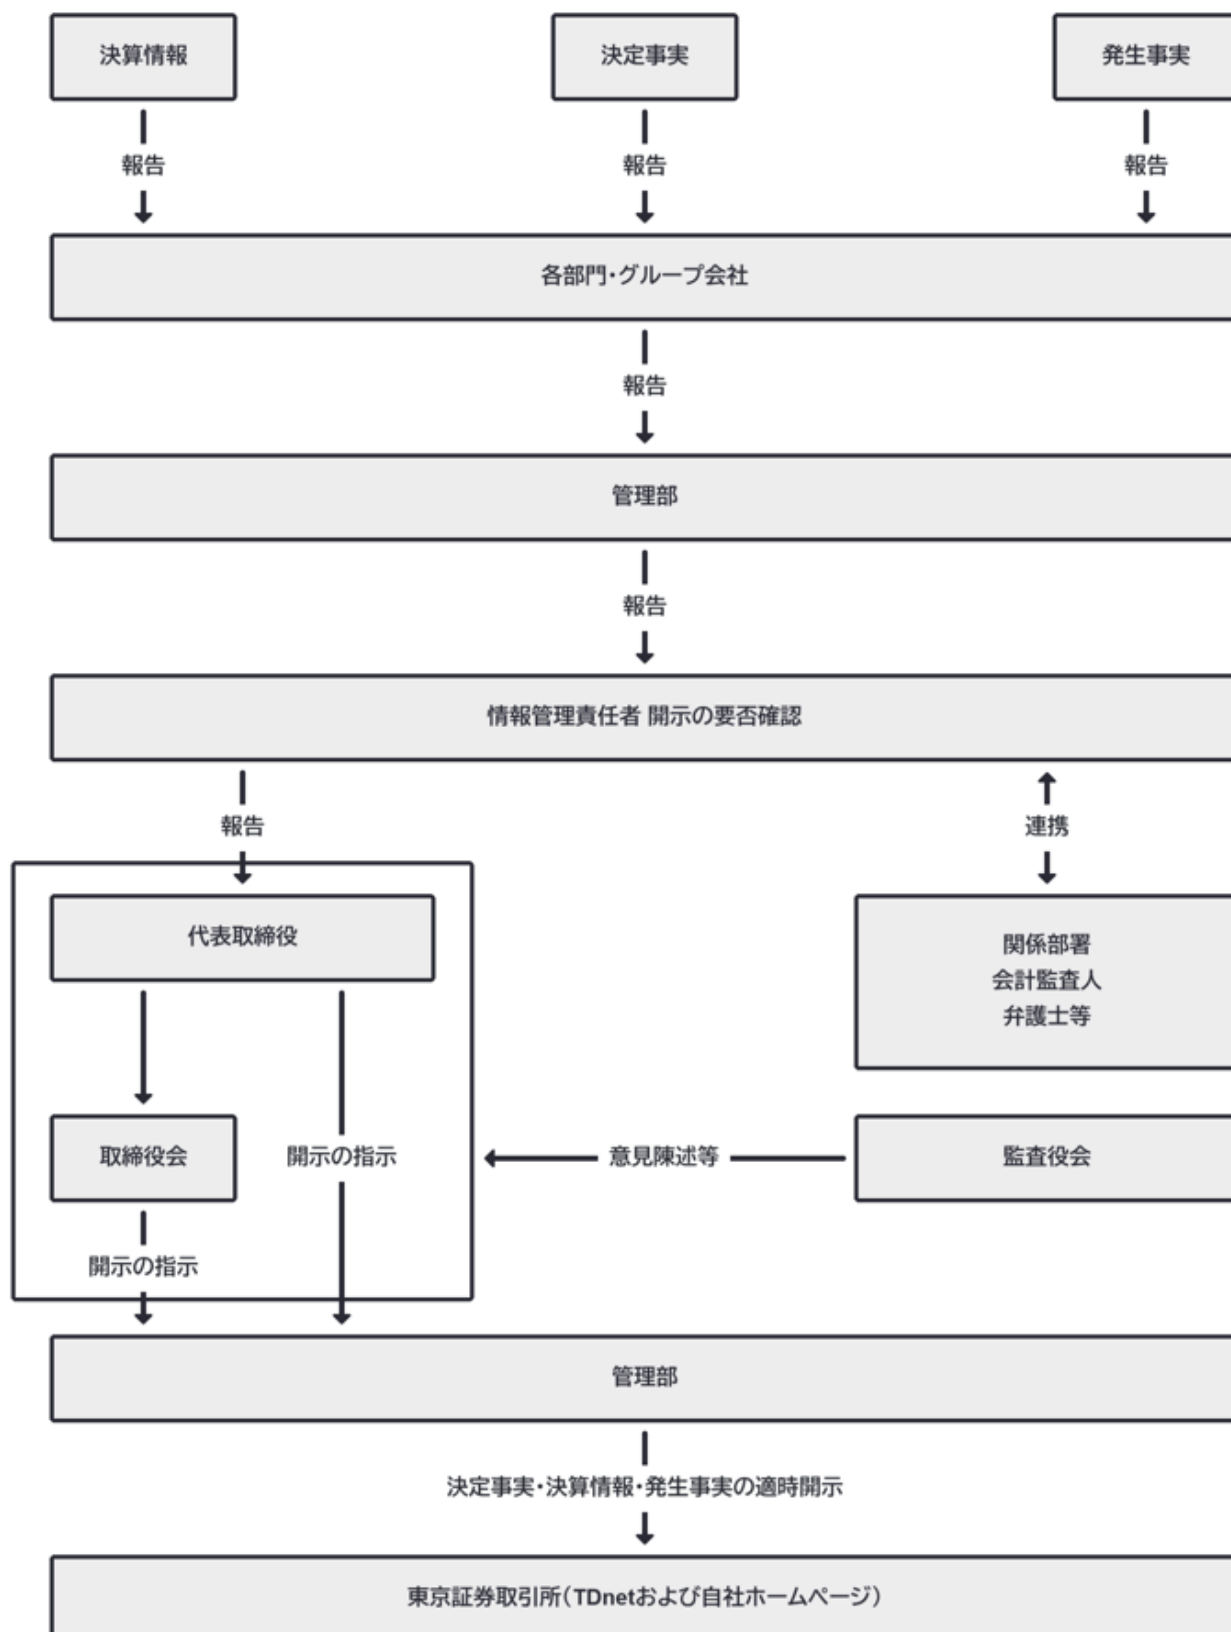 決算情報
決定事実
発生事実
報告
報告
報告
各部門・グループ会社
報告
管理部
報告
情報管理責任者 開示の要否確認
報告
連携
代表取締役
関係部署
会計監査人
弁護士等
取締役会
開示の指示
意見陳述等
監査役会
開示の指示
管理部
決定事実・決算情報・発生事実の適時開示
東京証券取引所（TDnetおよび自社ホームページ）